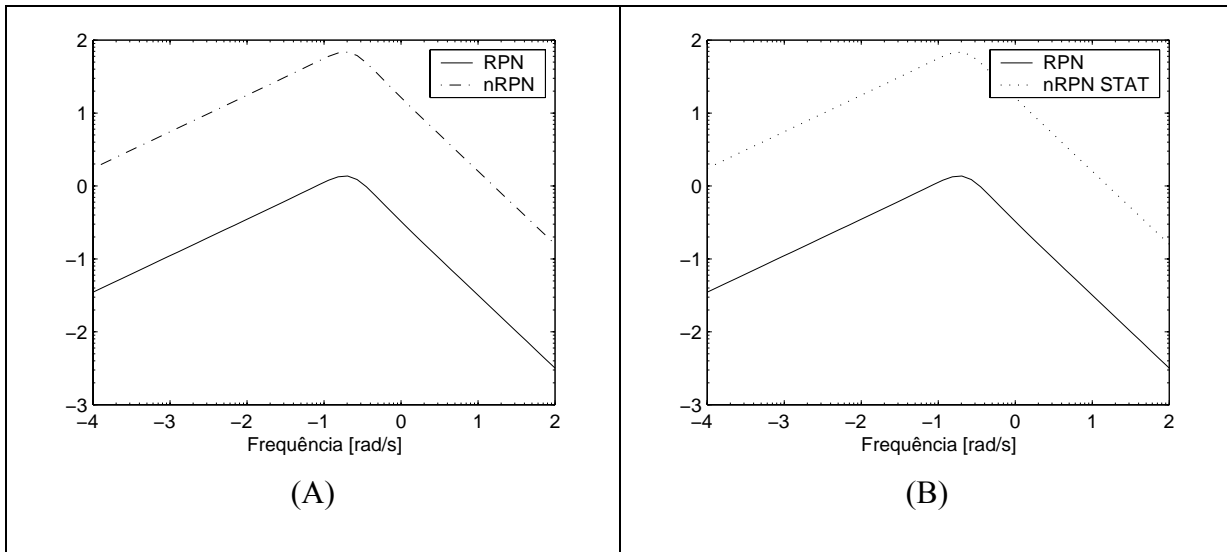 2
1
0
−1
−2
−3
−4 −3 −2 −1 0 1 2
Frequência [rad/s]
RPN
nRPN
(A)
2
1
0
−1
−2
−3
−4 −3 −2 −1 0 1 2
Frequência [rad/s]
RPN
nRPN STAT
(B)